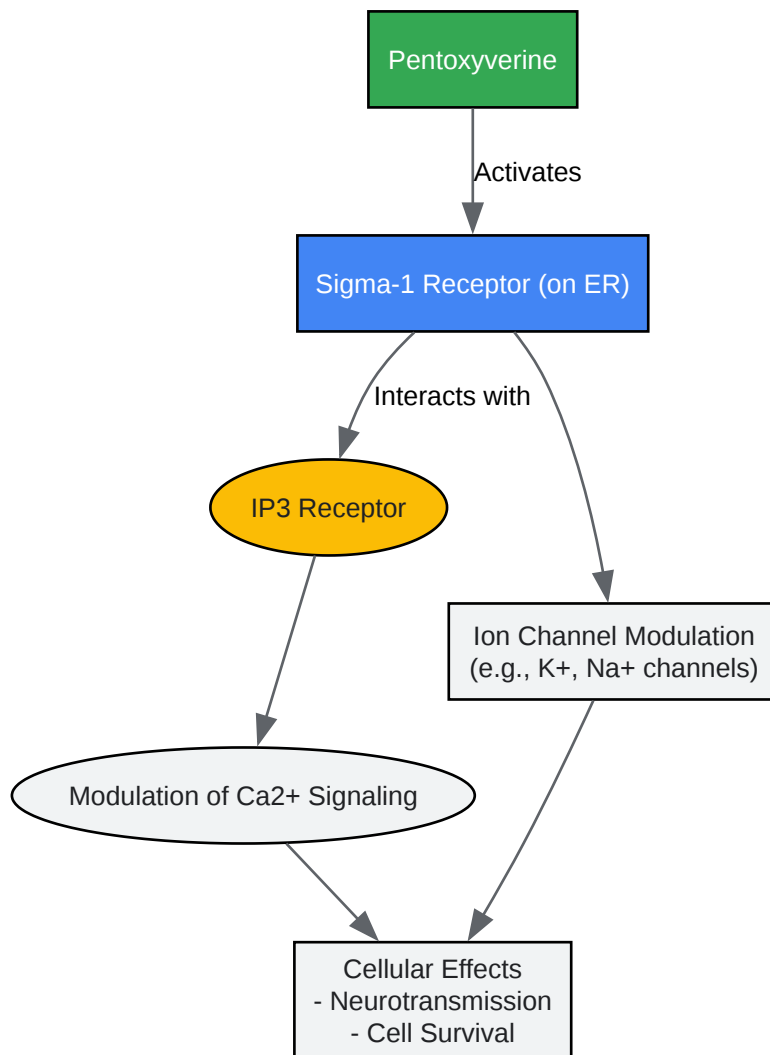 Pentoxyverine
Activates
Sigma-1 Receptor (on ER)
Interacts with
IP3 Receptor
Ion Channel Modulation
(e.g., K+, Na+ channels)
Modulation of Ca2+ Signaling
Cellular Effects
- Neurotransmission
- Cell Survival